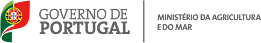 GOVERNO DE
PORTUGAL
MINISTÉRIO DA AGRICULTURA
E DO MAR